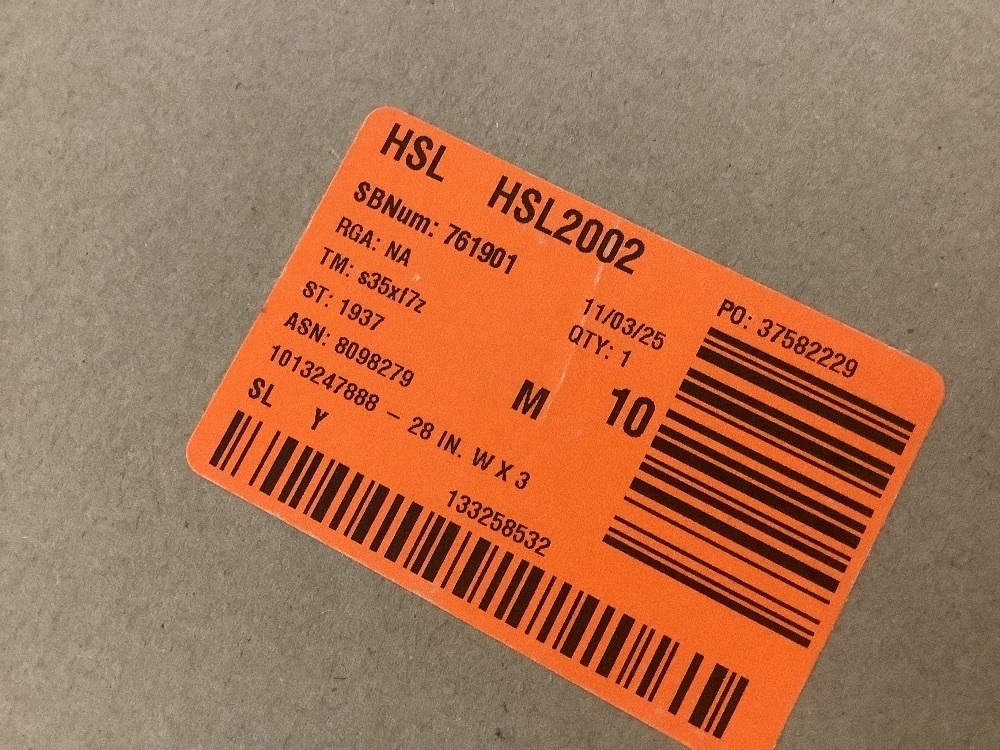 HSL HSL2002
SBNum: 761901
RGA: NA
TM: s35xf7z
ST: 1937
ASN: 8098279
1013247888 – 28 IN. W X 3
SL Y
11/03/25
QTY: 1
M 10
PO: 37582229
133258532